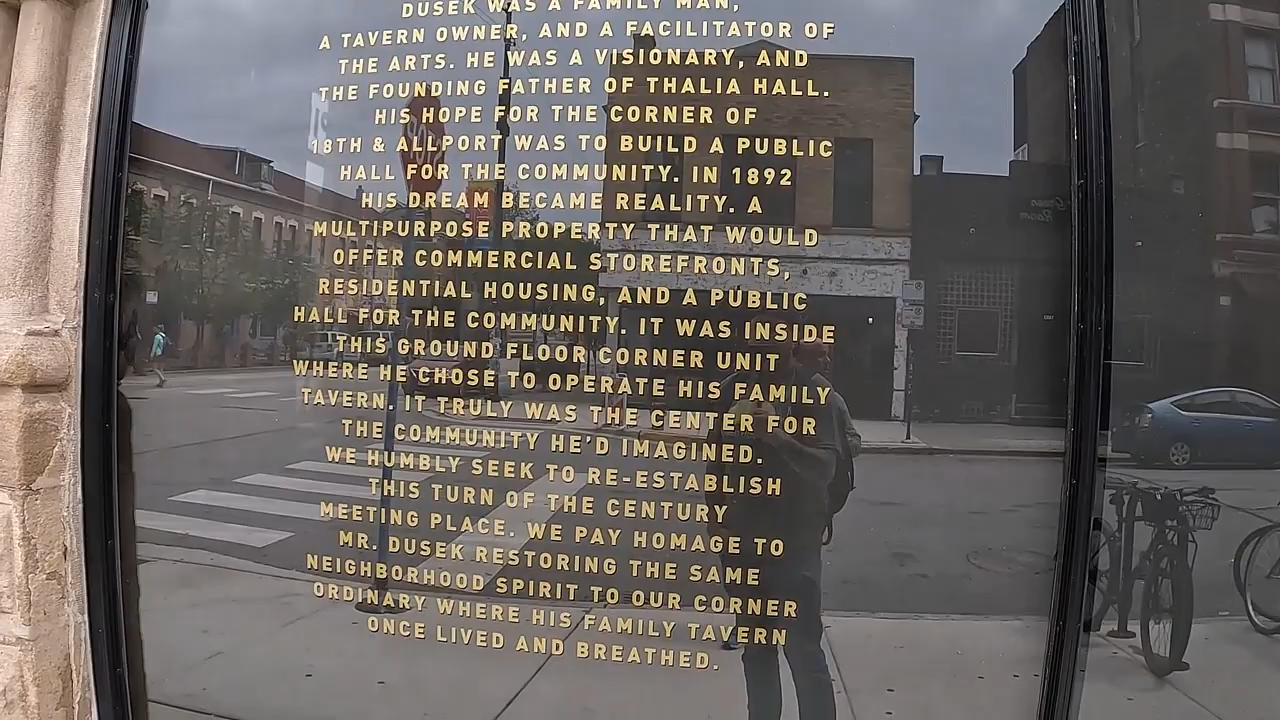 DUSEK WAS A FAMILY MAN,
A TAVERN OWNER, AND A FACILITATOR OF
THE ARTS. HE WAS A VISIONARY, AND
THE FOUNDING FATHER OF THALIA HALL.
HIS HOPE FOR THE CORNER OF
18TH & ALLPORT WAS TO BUILD A PUBLIC
HALL FOR THE COMMUNITY. IN 1892
HIS DREAM BECAME REALITY. A
MULTIPURPOSE PROPERTY THAT WOULD
OFFER COMMERCIAL STOREFRONTS,
RESIDENTIAL HOUSING, AND A PUBLIC
HALL FOR THE COMMUNITY. IT WAS INSIDE
THIS GROUND FLOOR CORNER UNIT
WHERE HE CHOSE TO OPERATE HIS FAMILY
TAVERN. IT TRULY WAS THE CENTER FOR
THE COMMUNITY HE'D IMAGINED.
WE HUMBLY SEEK TO RE-ESTABLISH
THIS TURN OF THE CENTURY
MEETING PLACE. WE PAY HOMAGE TO
MR. DUSEK RESTORING THE SAME
NEIGHBORHOOD SPIRIT TO OUR CORNER
ORDINARY WHERE HIS FAMILY TAVERN
ONCE LIVED AND BREATHED.
STOP
Green
Room